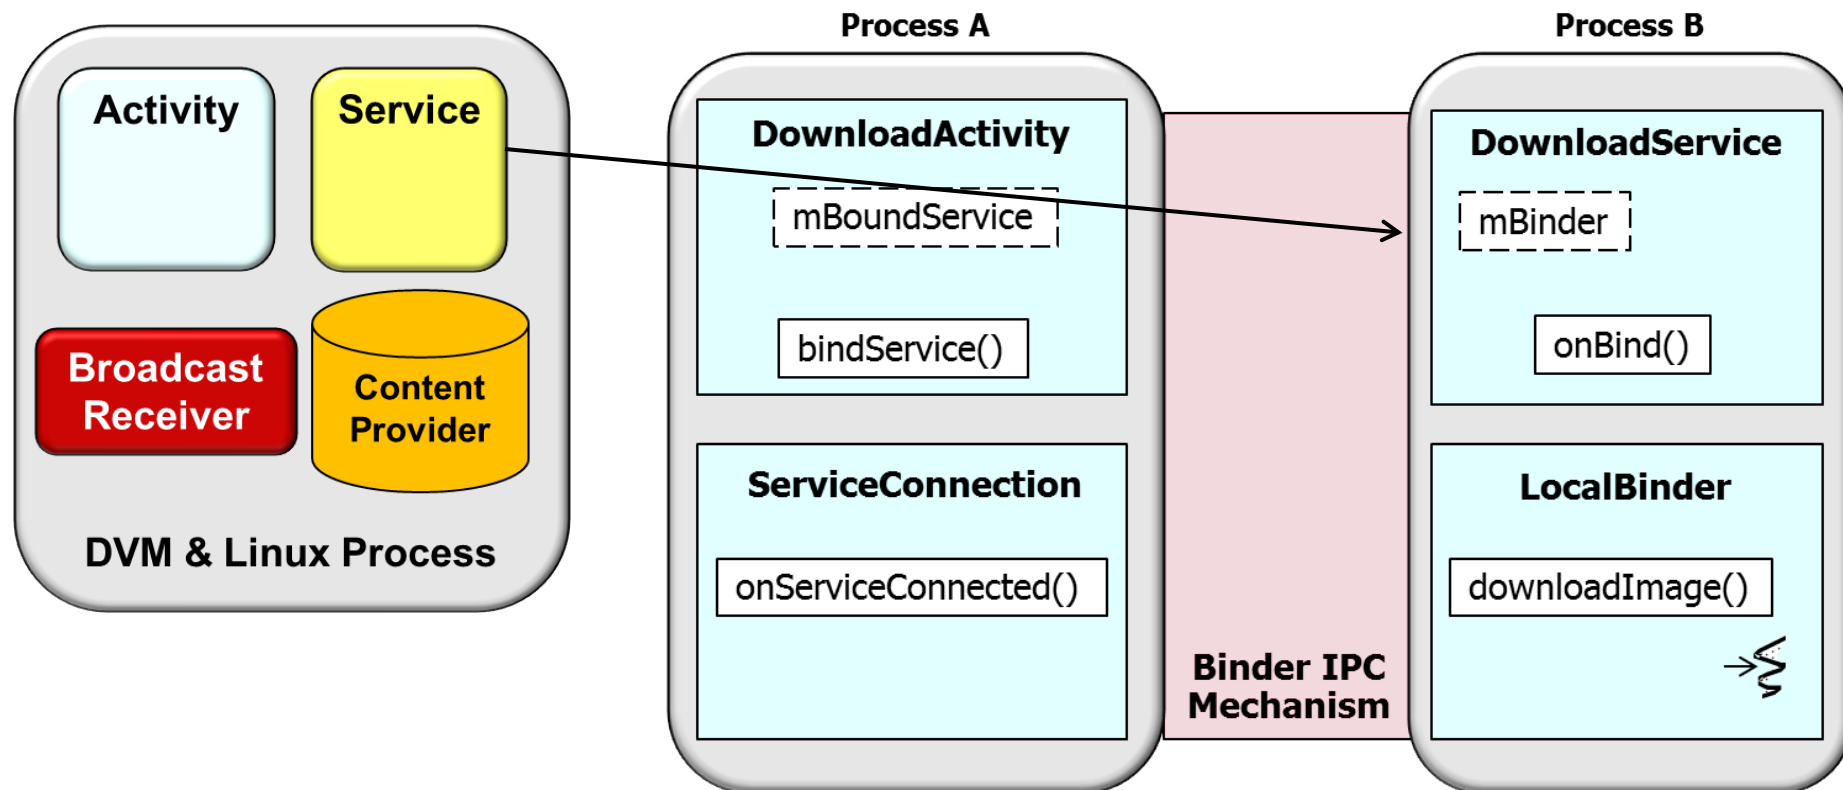 Activity
Service
Broadcast
Receiver
Content
Provider
DVM & Linux Process
Process A
DownloadActivity
mBoundService
bindService()
ServiceConnection
onServiceConnected()
Binder IPC
Mechanism
Process B
DownloadService
mBinder
onBind()
LocalBinder
downloadImage()